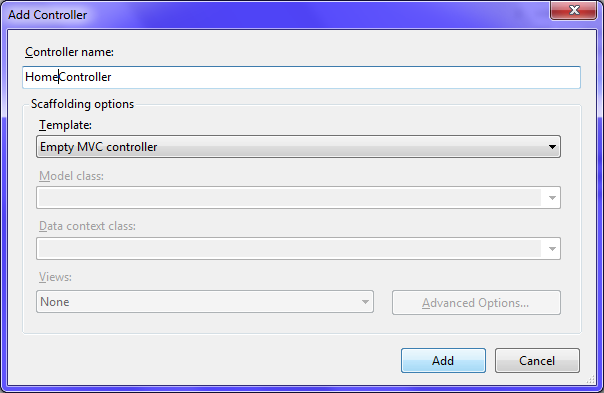 Add Controller
Controller name:
HomeController
Scaffolding options
Template:
Empty MVC controller
Model class:
Data context class:
Views:
None
Advanced Options...
Add
Cancel